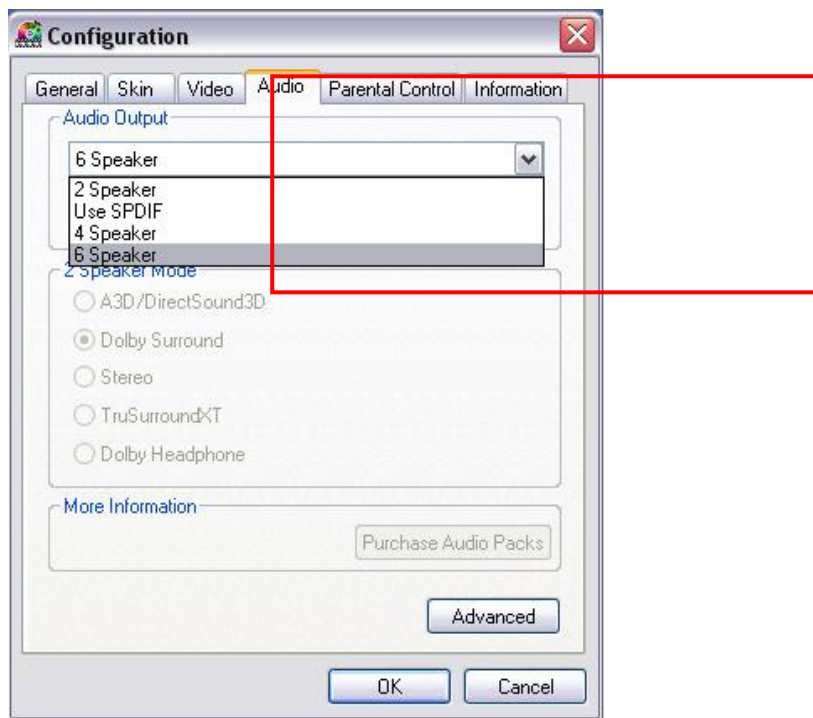 Configuration
General Skin Video Audio Parental Control Information
Audio Output
6 Speaker
2 Speaker
Use SPDIF
4 Speaker
6 Speaker
2 Speaker Mode
A3D/DirectSound3D
Dolby Surround
Stereo
TruSurroundXT
Dolby Headphone
More Information
Purchase Audio Packs
Advanced
OK Cancel